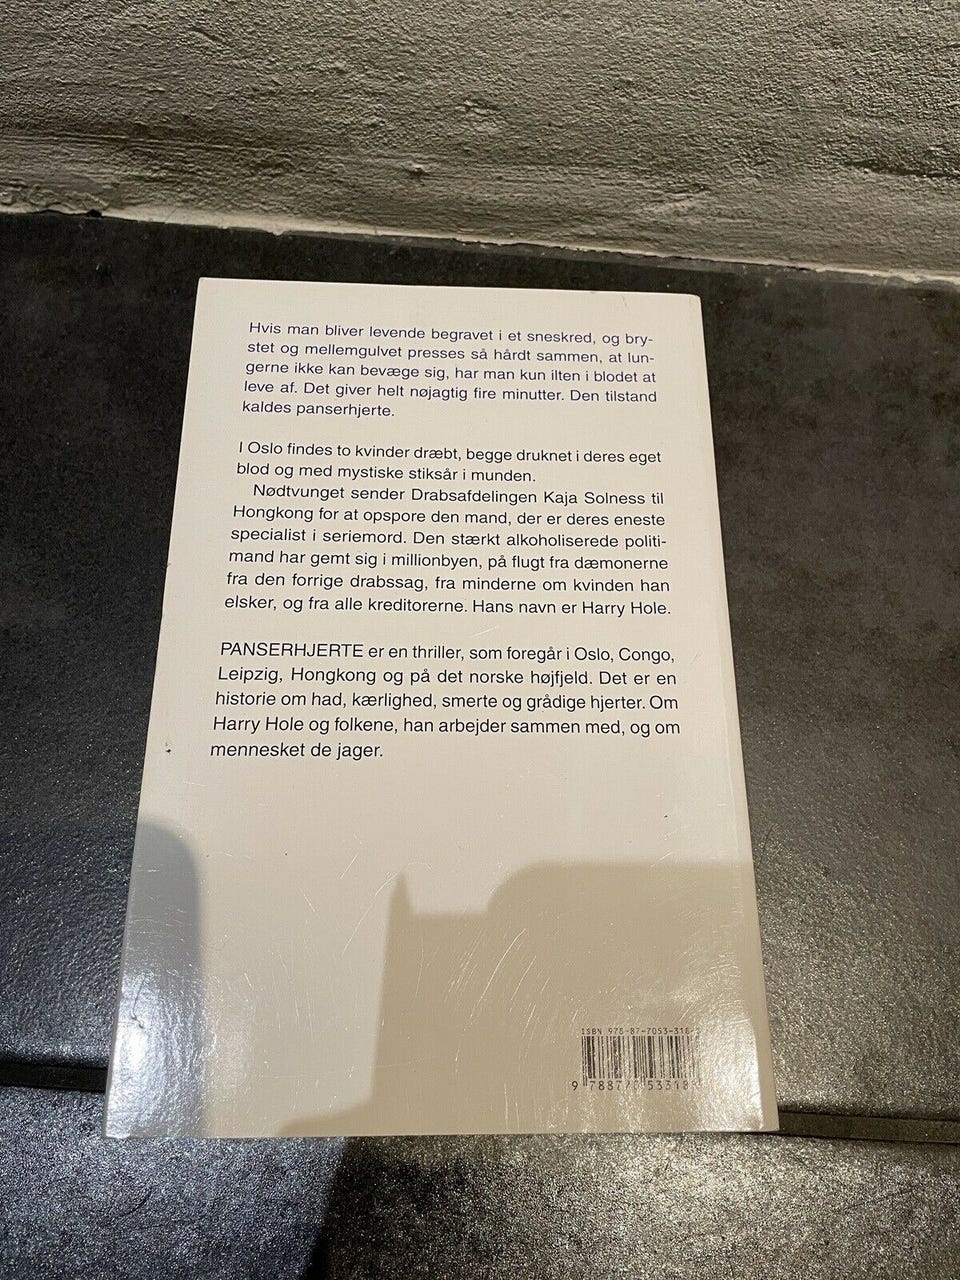 Hvis man bliver levende begravet i et sneskred, og bry-
stet og mellemgulvet presses så hårdt sammen, at lun-
gerne ikke kan bevæge sig, har man kun ilten i blodet at
leve af. Det giver helt nøjagtig fire minutter. Den tilstand
kaldes panserhjerte.
I Oslo findes to kvinder dræbt, begge druknet i deres eget
blod og med mystiske stiksår i munden.
Nødtvunget sender Drabsafdelingen Kaja Solness til
Hongkong for at opspore den mand, der er deres eneste
specialist i seriemord. Den stærkt alkoholiserede politi-
mand har gemt sig i millionbyen, på flugt fra dæmonerne
fra den forrige drabssag, fra minderne om kvinden han
elsker, og fra alle kreditorerne. Hans navn er Harry Hole.
PANSERHJERTE er en thriller, som foregår i Oslo, Congo,
Leipzig, Hongkong og på det norske højfjeld. Det er en
historie om had, kærlighed, smerte og grådige hjerter. Om
Harry Hole og folkene, han arbejder sammen med, og om
mennesket de jager.
ISBN 978-87-7053-318